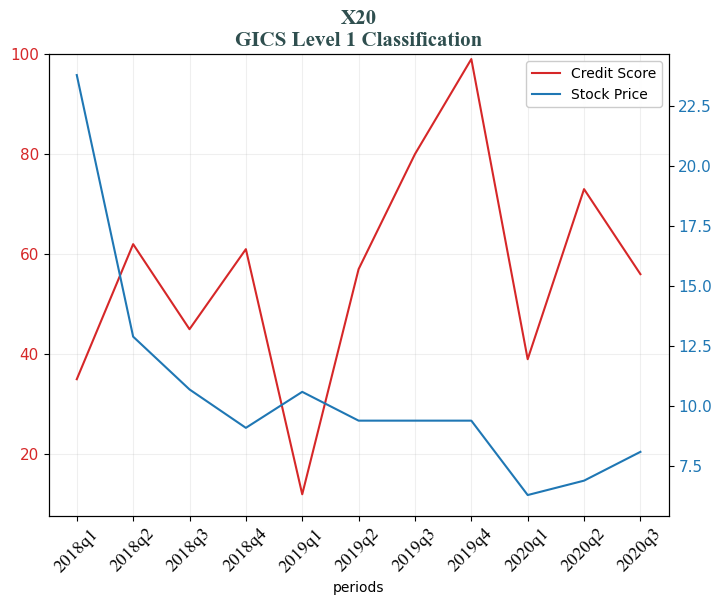 X20
GICS Level 1 Classification
Credit Score
Stock Price
100
80
60
40
20
22.5
20.0
17.5
15.0
12.5
10.0
7.5
2018q1
2018q2
2018q3
2018q4
2019q1
2019q2
2019q3
2019q4
2020q1
2020q2
2020q3
periods